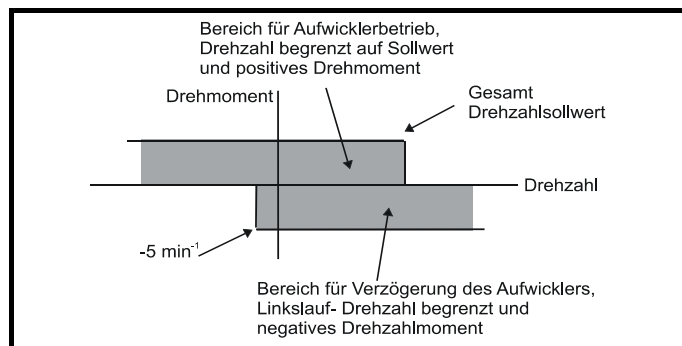 Bereich für Aufwicklerbetrieb,
Drehzahl begrenzt auf Sollwert
und positives Drehmoment
Drehmoment
Gesamt
Drehzahlsollwert
Drehzahl
-5 min⁻¹
Bereich für Verzögerung des Aufwicklers,
Linkslauf- Drehzahl begrenzt und
negatives Drehzahlmoment